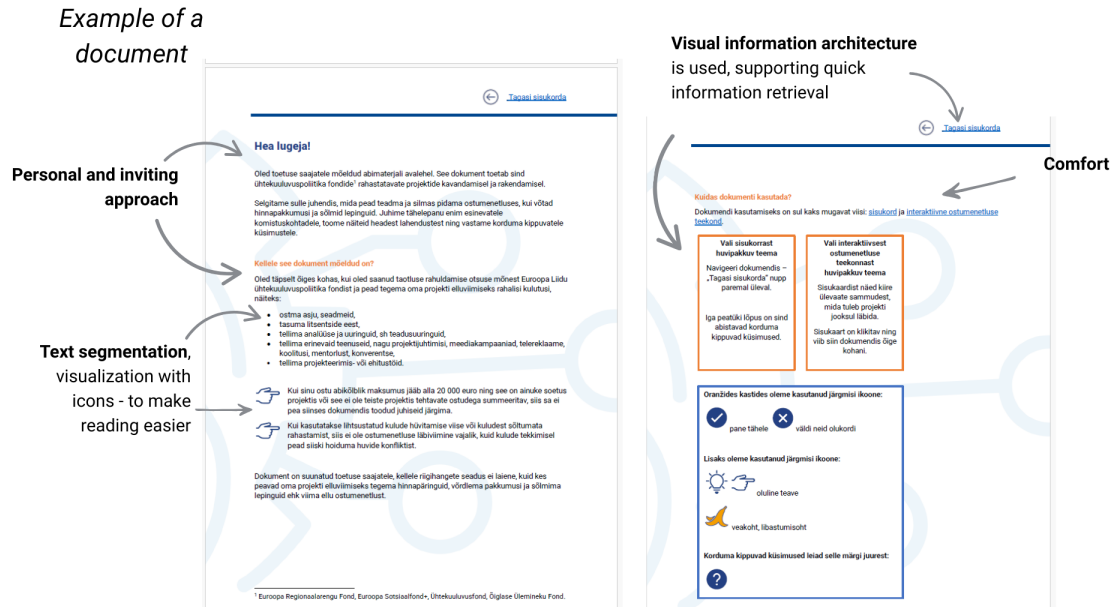 Example of a
document
Personal and inviting
approach
Text segmentation,
visualization with
icons - to make
reading easier
Tagasi sisukorda
Hea lugeja!
Oled toetuse saajatele mõeldud abimaterjali avalehel. See dokument toetab sind
ühtekuuluvuspoliitika fondide¹ rahastatavate projektide kavandamisel ja rakendamisel.
Selgitame sulle juhendis, mida pead teadma ja silmas pidama ostumenetluses, kui võtad
hinnapakkumusi ja sõlmid lepinguid. Juhime tähelepanu enim esinevatele
komistuskohtadele, toome näiteid headest lahendustest ning vastame korduma kippuvatele
küsimustele.
Kellele see dokument mõeldud on?
Oled täpselt õiges kohas, kui oled saanud taotluse rahuldamise otsuse mõnest Euroopa Liidu
ühtekuuluvuspoliitika fondist ja pead tegema oma projekti elluviimiseks rahalisi kulutusi,
näiteks:
• ostma asju, seadmeid,
• tasuma litsentside eest,
• tellima analüüse ja uuringuid, sh teadusuuringuid,
• tellima erinevaid teenuseid, nagu projektijuhtimisi, meediakampaaniad, telereklaame,
koolitusi, mentorlust, konverentse,
• tellima projekteerimis- või ehitustöid.
Kui sinu ostu abikõlblik maksumus jääb alla 20 000 euro ning see on ainuke soetus
projektis või see ei ole teiste projektis tehtavate ostudega summeeritav, siis sa ei
pea siinses dokumendis toodud juhiseid järgima.
Kui kasutatakse lihtsustatud kulude hüvitamise viise või kuludest sõltumata
rahastamist, siis ei ole ostumenetluse läbiviimine vajalik, kuid kulude tekkimisel
pead siiski hoiduma huvide konfliktist.
Dokument on suunatud toetuse saajatele, kellele riigihangete seadus ei laiene, kuid kes
peavad oma projekti elluviimiseks tegema hinnapäringuid, võrdlema pakkumusi ja sõlmima
lepinguid ehk viima ellu ostumenetlust.
¹ Euroopa Regionaalarengu Fond, Euroopa Sotsiaalfond+, Ühtekuuluvusfond, Õiglase Ülemineku Fond.
Visual information architecture
is used, supporting quick
information retrieval
Tagasi sisukorda
Comfort
Kuidas dokumenti kasutada?
Dokumendi kasutamiseks on sul kaks mugavat viisi: sisukord ja interaktiivne ostumenetluse
teekond.
Vali sisukorrast
huvipakkuv teema
Navigeeri dokumendis –
„Tagasi sisukorda" nupp
paremal üleval.
Iga peatüki lõpus on sind
abistavad korduma
kippuvad küsimused.
Vali interaktiivsest
ostumenetluse
teekonnast
huvipakkuv teema
Sisukaardist näed kiire
ülevaate sammudest,
mida tuleb projekti
jooksul läbida.
Sisukaart on klikitav ning
viib siin dokumendis õige
kohani.
Oranžides kastides oleme kasutanud järgmisi ikoone:
pane tähele
väldi neid olukordi
Lisaks oleme kasutanud järgmisi ikoone:
oluline teave
veakoht, libastumisoht
Korduma kippuvad küsimused leiad selle märgi juurest:
?